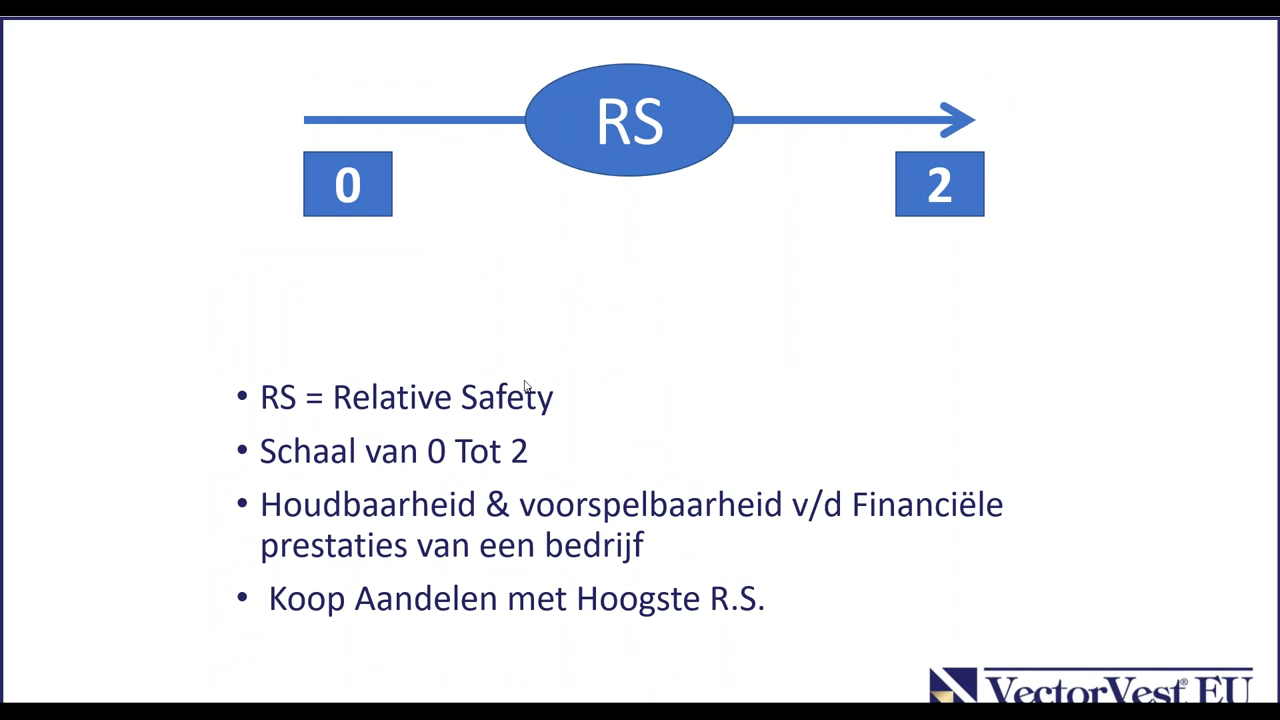 RS
0
2
• RS = Relative Safety
• Schaal van 0 Tot 2
• Houdbaarheid & voorspelbaarheid v/d Financiële
prestaties van een bedrijf
• Koop Aandelen met Hoogste R.S.
VectorVest® EU